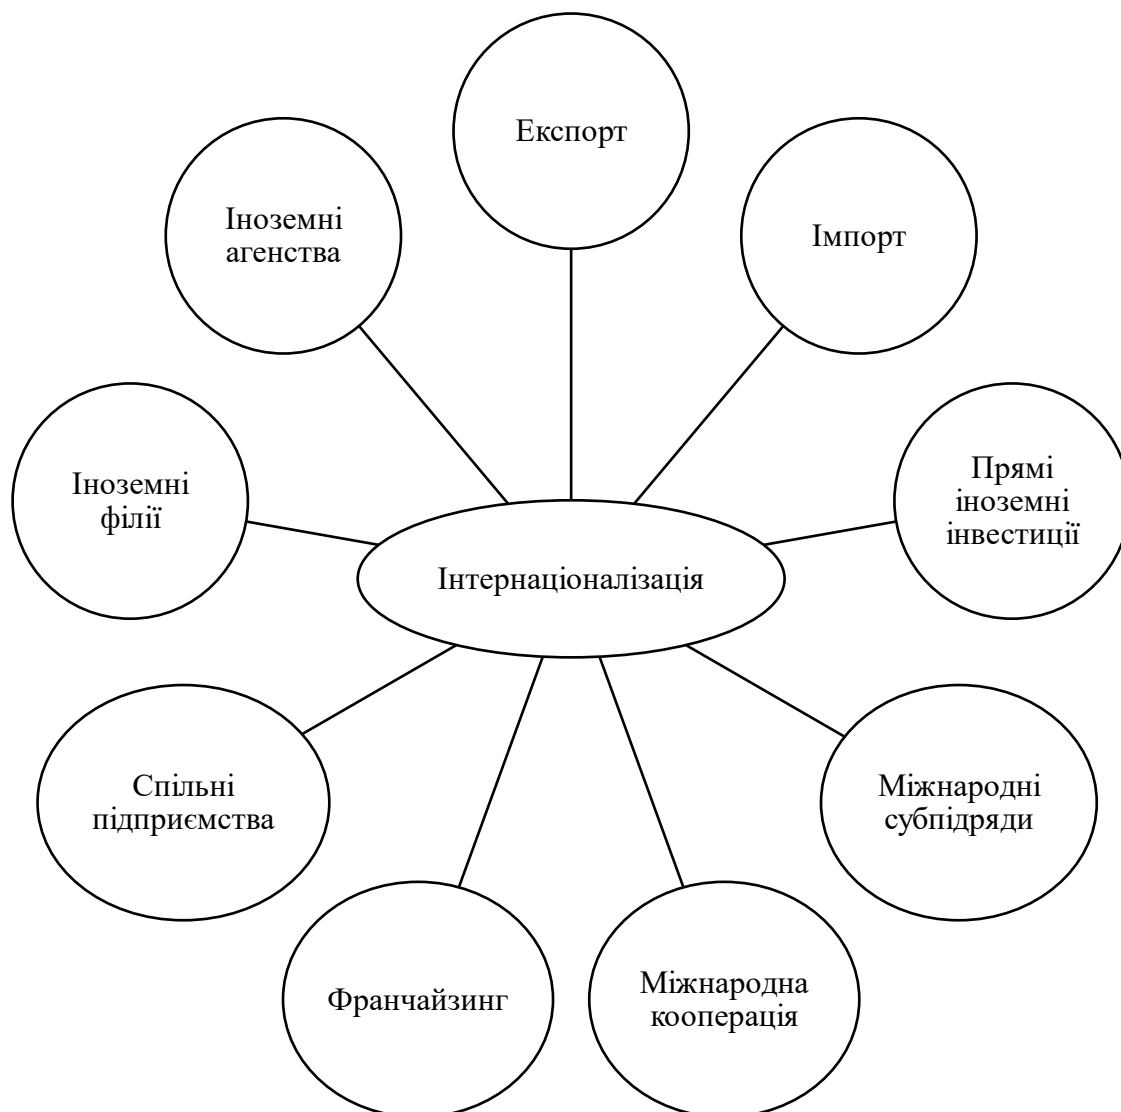 Експорт
Іноземні
агенства
Імпорт
Іноземні
філії
Прямі
іноземні
інвестиції
Інтернаціоналізація
Спільні
підприємства
Міжнародні
субпідряди
Франчайзинг
Міжнародна
кооперація